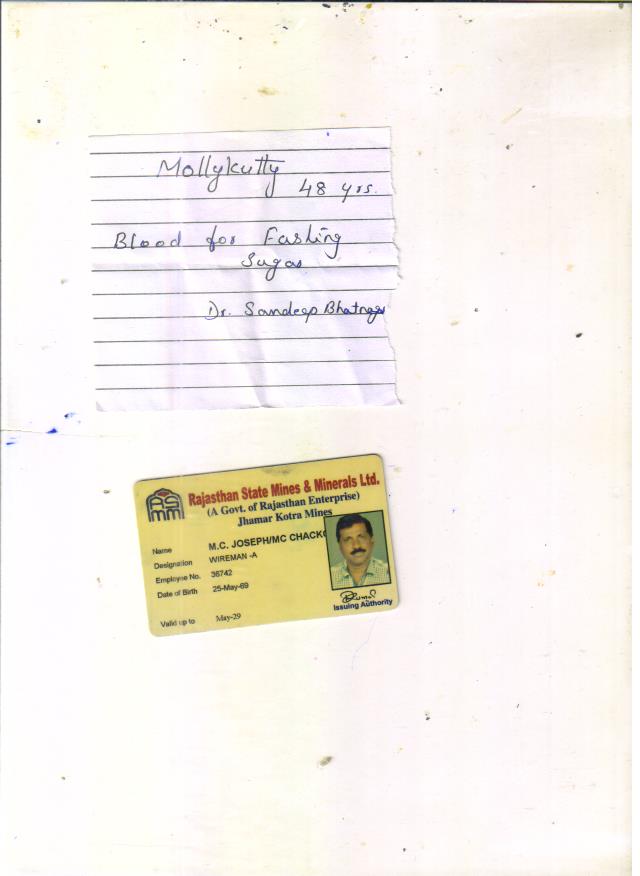 Mollykutty
48 yrs.
Blood for Fasting
Sugar
Dr. Sandeep Bhatnagar
RSMM
Rajasthan State Mines & Minerals Ltd.
(A Govt. of Rajasthan Enterprise)
Jhamar Kotra Mines
Name M.C. JOSEPH/MC CHACKO
Designation WIREMAN -A
Employee No. 36742
Date of Birth 25-May-69
Valid up to May-29
Issuing Authority